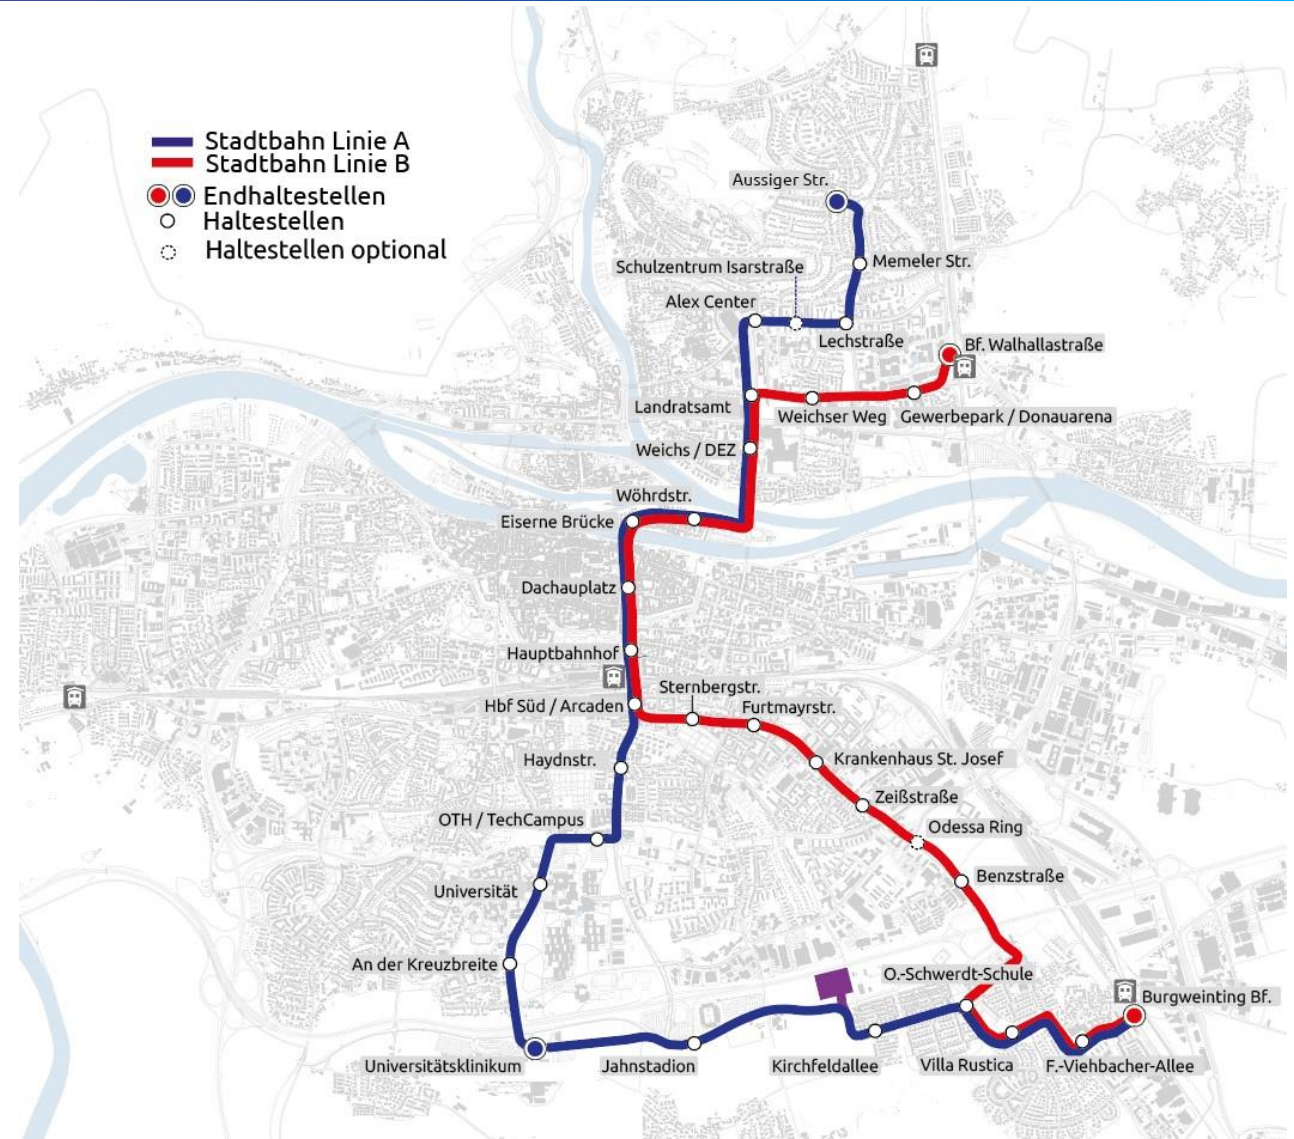 Stadtbahn Linie A
Stadtbahn Linie B
Endhaltestellen
Haltestellen
Haltestellen optional
Aussiger Str.
Memeler Str.
Schulzentrum Isarstraße
Alex Center
Lechstraße
Bf. Walhallastraße
Landratsamt
Weichser Weg
Gewerbepark / Donauarena
Weichs / DEZ
Wöhrdstr.
Eiserne Brücke
Dachauplatz
Hauptbahnhof
Sternbergstr.
Hbf Süd / Arcaden
Furtmayrstr.
Haydnstr.
Krankenhaus St. Josef
Zeißstraße
OTH / TechCampus
Odessa Ring
Universität
Benzstraße
An der Kreuzbreite
O.-Schwerdt-Schule
Burgweinting Bf.
Universitätsklinikum
Jahnstadion
Kirchfeldallee
Villa Rustica
F.-Viehbacher-Allee